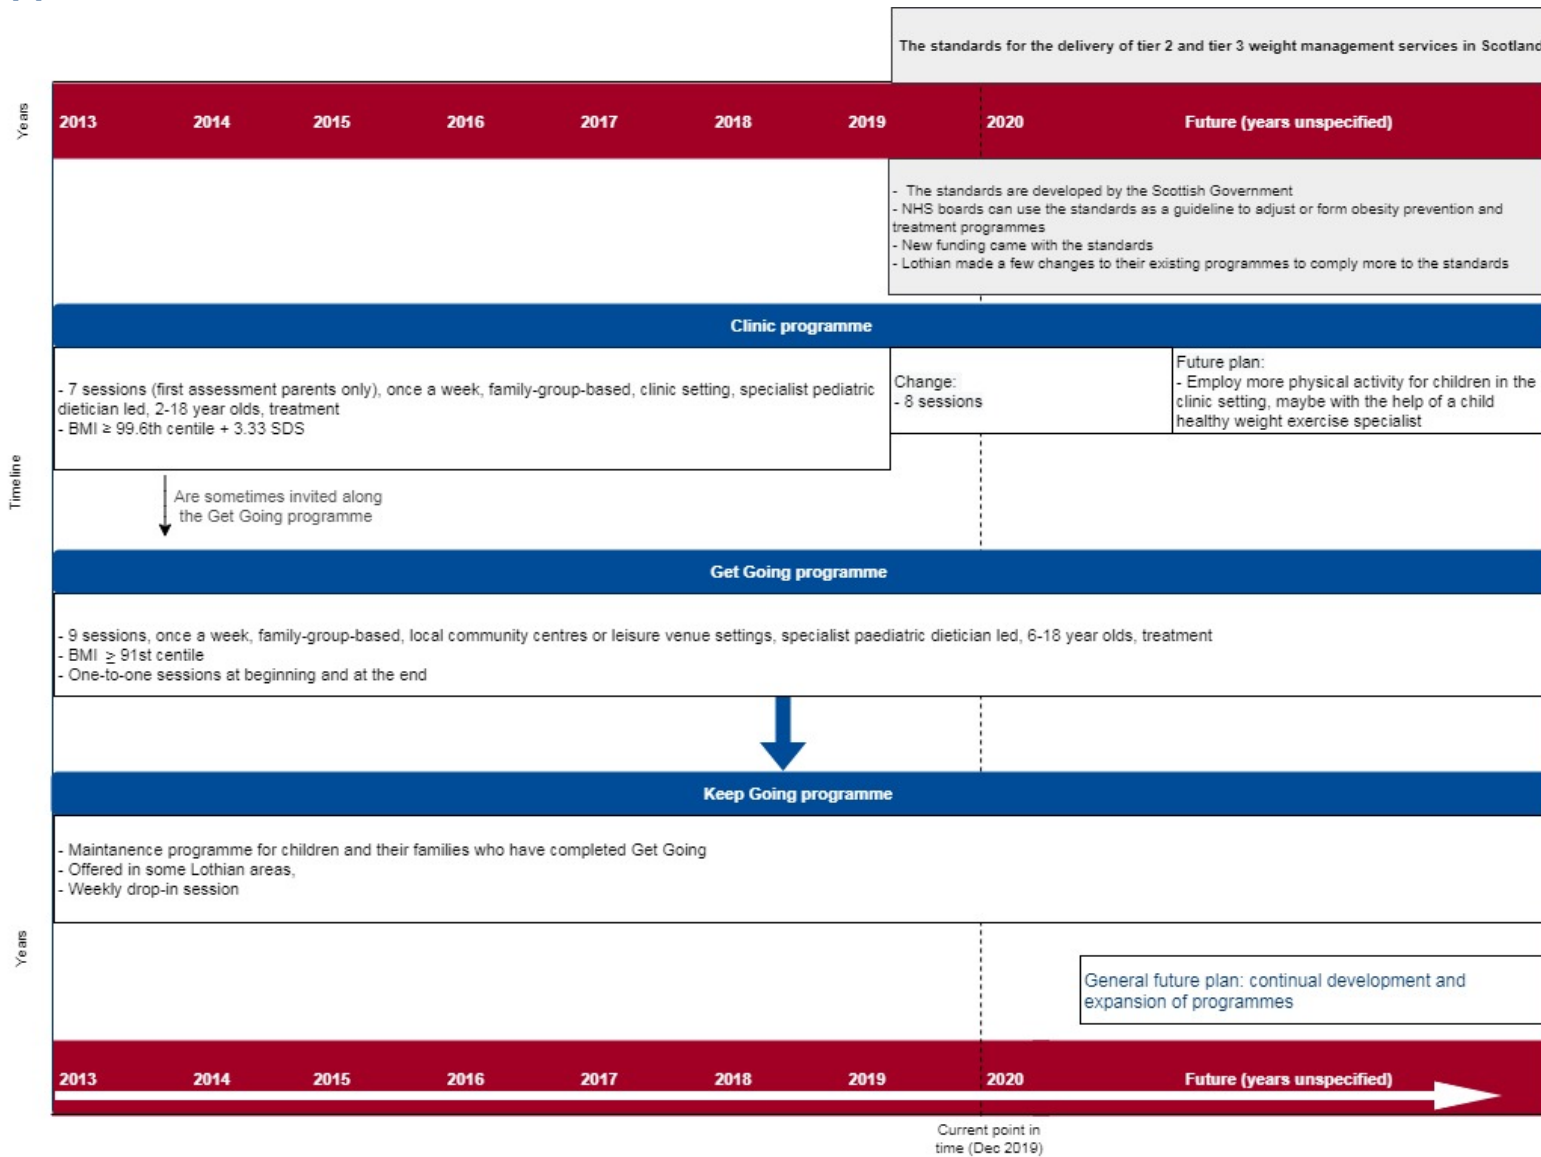 The standards for the delivery of tier 2 and tier 3 weight management services in Scotland
Years
2013 2014 2015 2016 2017 2018 2019 2020 Future (years unspecified)
- The standards are developed by the Scottish Government
- NHS boards can use the standards as a guideline to adjust or form obesity prevention and
treatment programmes
- New funding came with the standards
- Lothian made a few changes to their existing programmes to comply more to the standards
Timeline
Clinic programme
- 7 sessions (first assessment parents only), once a week, family-group-based, clinic setting, specialist pediatric
dietician led, 2-18 year olds, treatment
- BMI ≥ 99.6th centile + 3.33 SDS
Change:
- 8 sessions
Future plan:
- Employ more physical activity for children in the
clinic setting, maybe with the help of a child
healthy weight exercise specialist
Are sometimes invited along
the Get Going programme
Get Going programme
- 9 sessions, once a week, family-group-based, local community centres or leisure venue settings, specialist paediatric dietician led, 6-18 year olds, treatment
- BMI ≥ 91st centile
- One-to-one sessions at beginning and at the end
Keep Going programme
- Maintanence programme for children and their families who have completed Get Going
- Offered in some Lothian areas,
- Weekly drop-in session
Years
General future plan: continual development and
expansion of programmes
2013 2014 2015 2016 2017 2018 2019 2020 Future (years unspecified)
Current point in
time (Dec 2019)